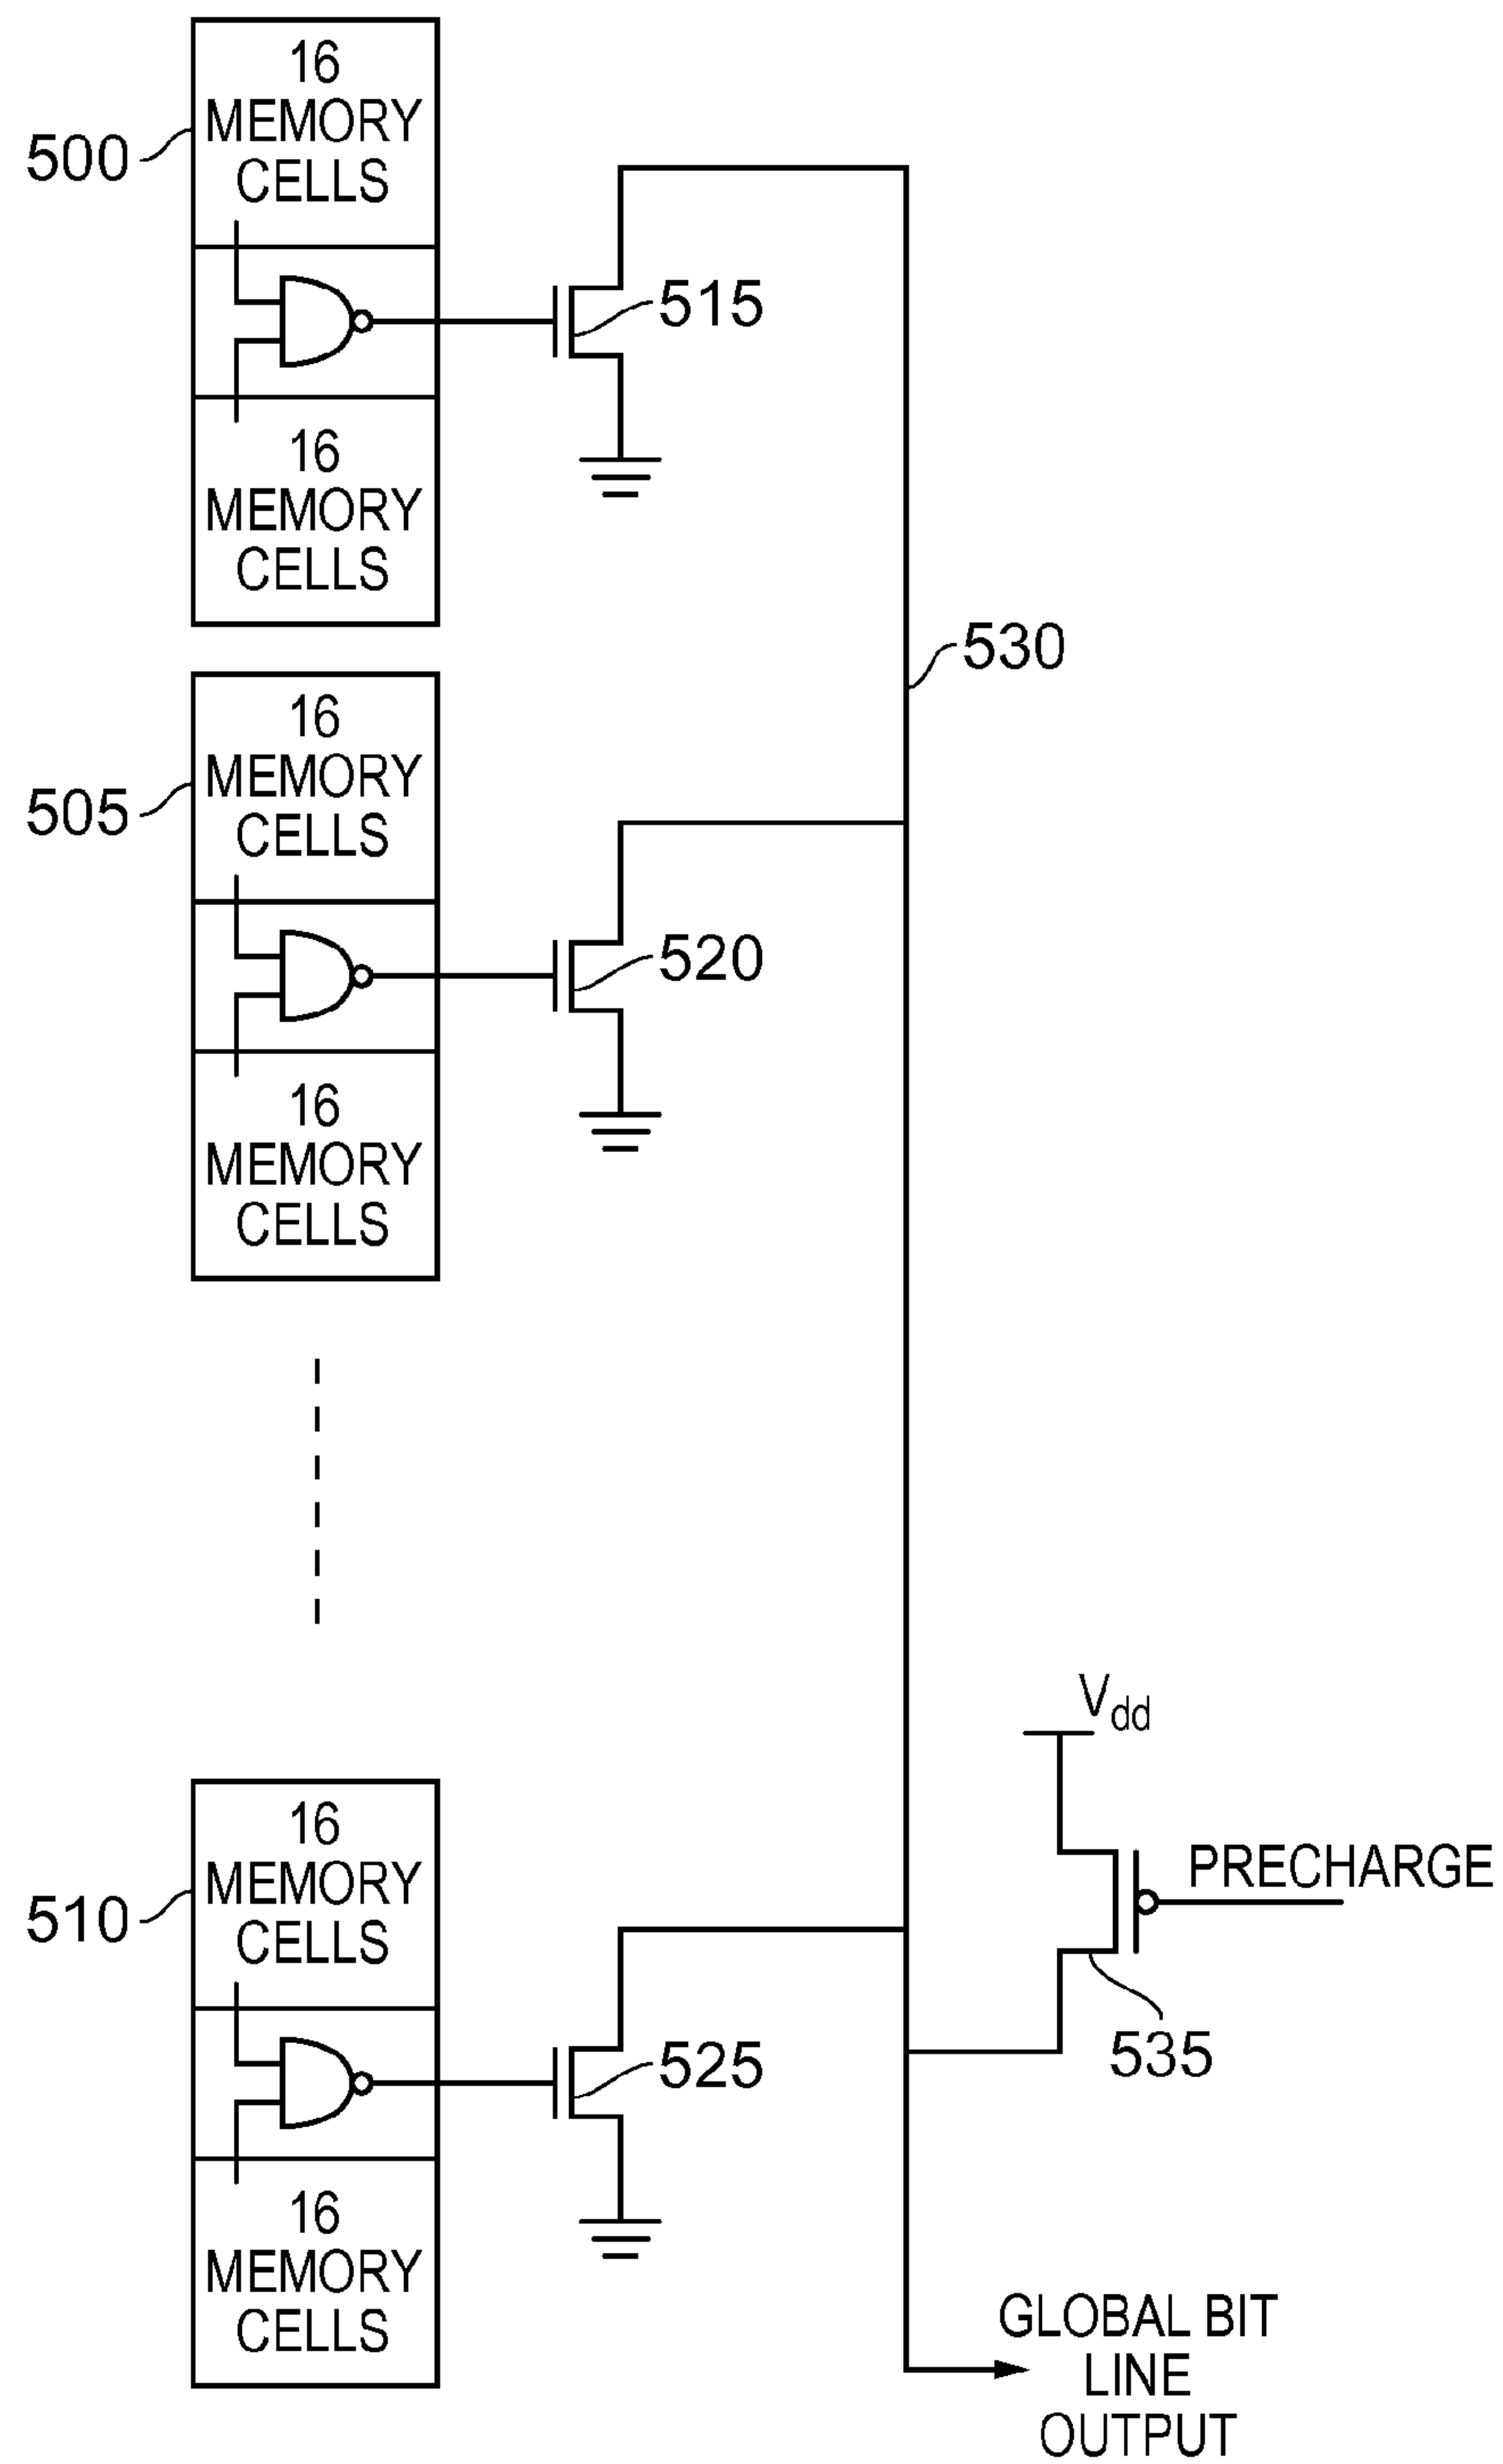 16
MEMORY
CELLS
500
515
16
MEMORY
CELLS
530
16
MEMORY
CELLS
505
520
16
MEMORY
CELLS
Vdd
16
MEMORY
CELLS
510
PRECHARGE
525
535
16
MEMORY
CELLS
GLOBAL BIT
LINE
OUTPUT